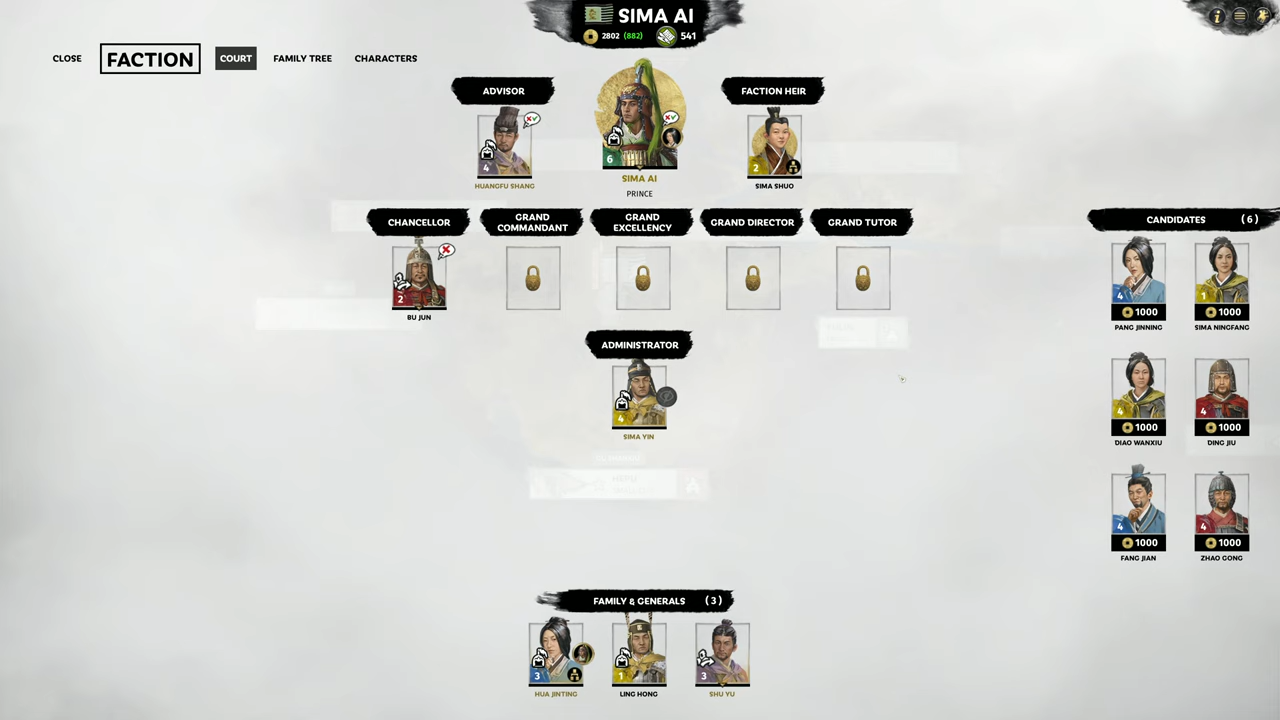 SIMA AI
2802 (882) 541
CLOSE FACTION COURT FAMILY TREE CHARACTERS
ADVISOR
FACTION HEIR
4
6
2
HUANGFU SHANG
SIMA AI
SIMA SHUO
PRINCE
CHANCELLOR
GRAND
COMMANDANT
GRAND
EXCELLENCY
GRAND DIRECTOR
GRAND TUTOR
CANDIDATES (6)
2
BU JUN
4
1
1000
1000
PANG JINNING
SIMA NINGFANG
ADMINISTRATOR
4
SIMA YIN
4
4
1000
1000
DIAO WANXIU
DING JIU
4
4
1000
1000
FANG JIAN
ZHAO GONG
FAMILY & GENERALS (3)
3
1
3
HUA JINTING
LING HONG
SHU YU